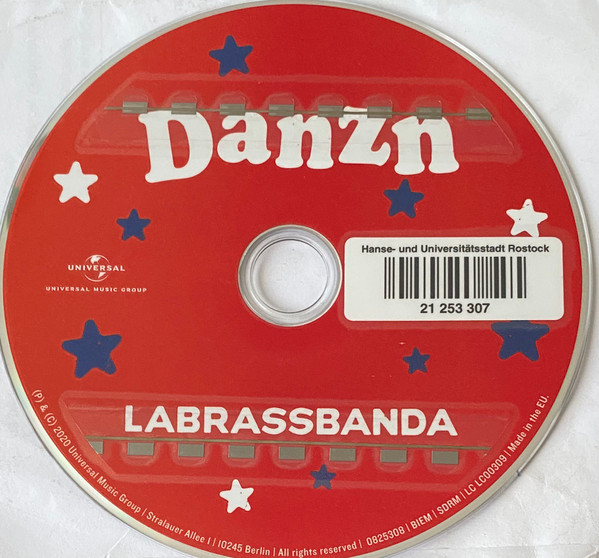 Danzn
Hanse- und Universitätsstadt Rostock
21 253 307
UNIVERSAL
UNIVERSAL MUSIC GROUP
LABRASSBANDA
(P) & (C) 2020 Universal Music Group | Stralauer Allee 1 | 10245 Berlin | All rights reserved | 0825308 | BIEM | SDRM | LC LC00309 | Made in the EU.